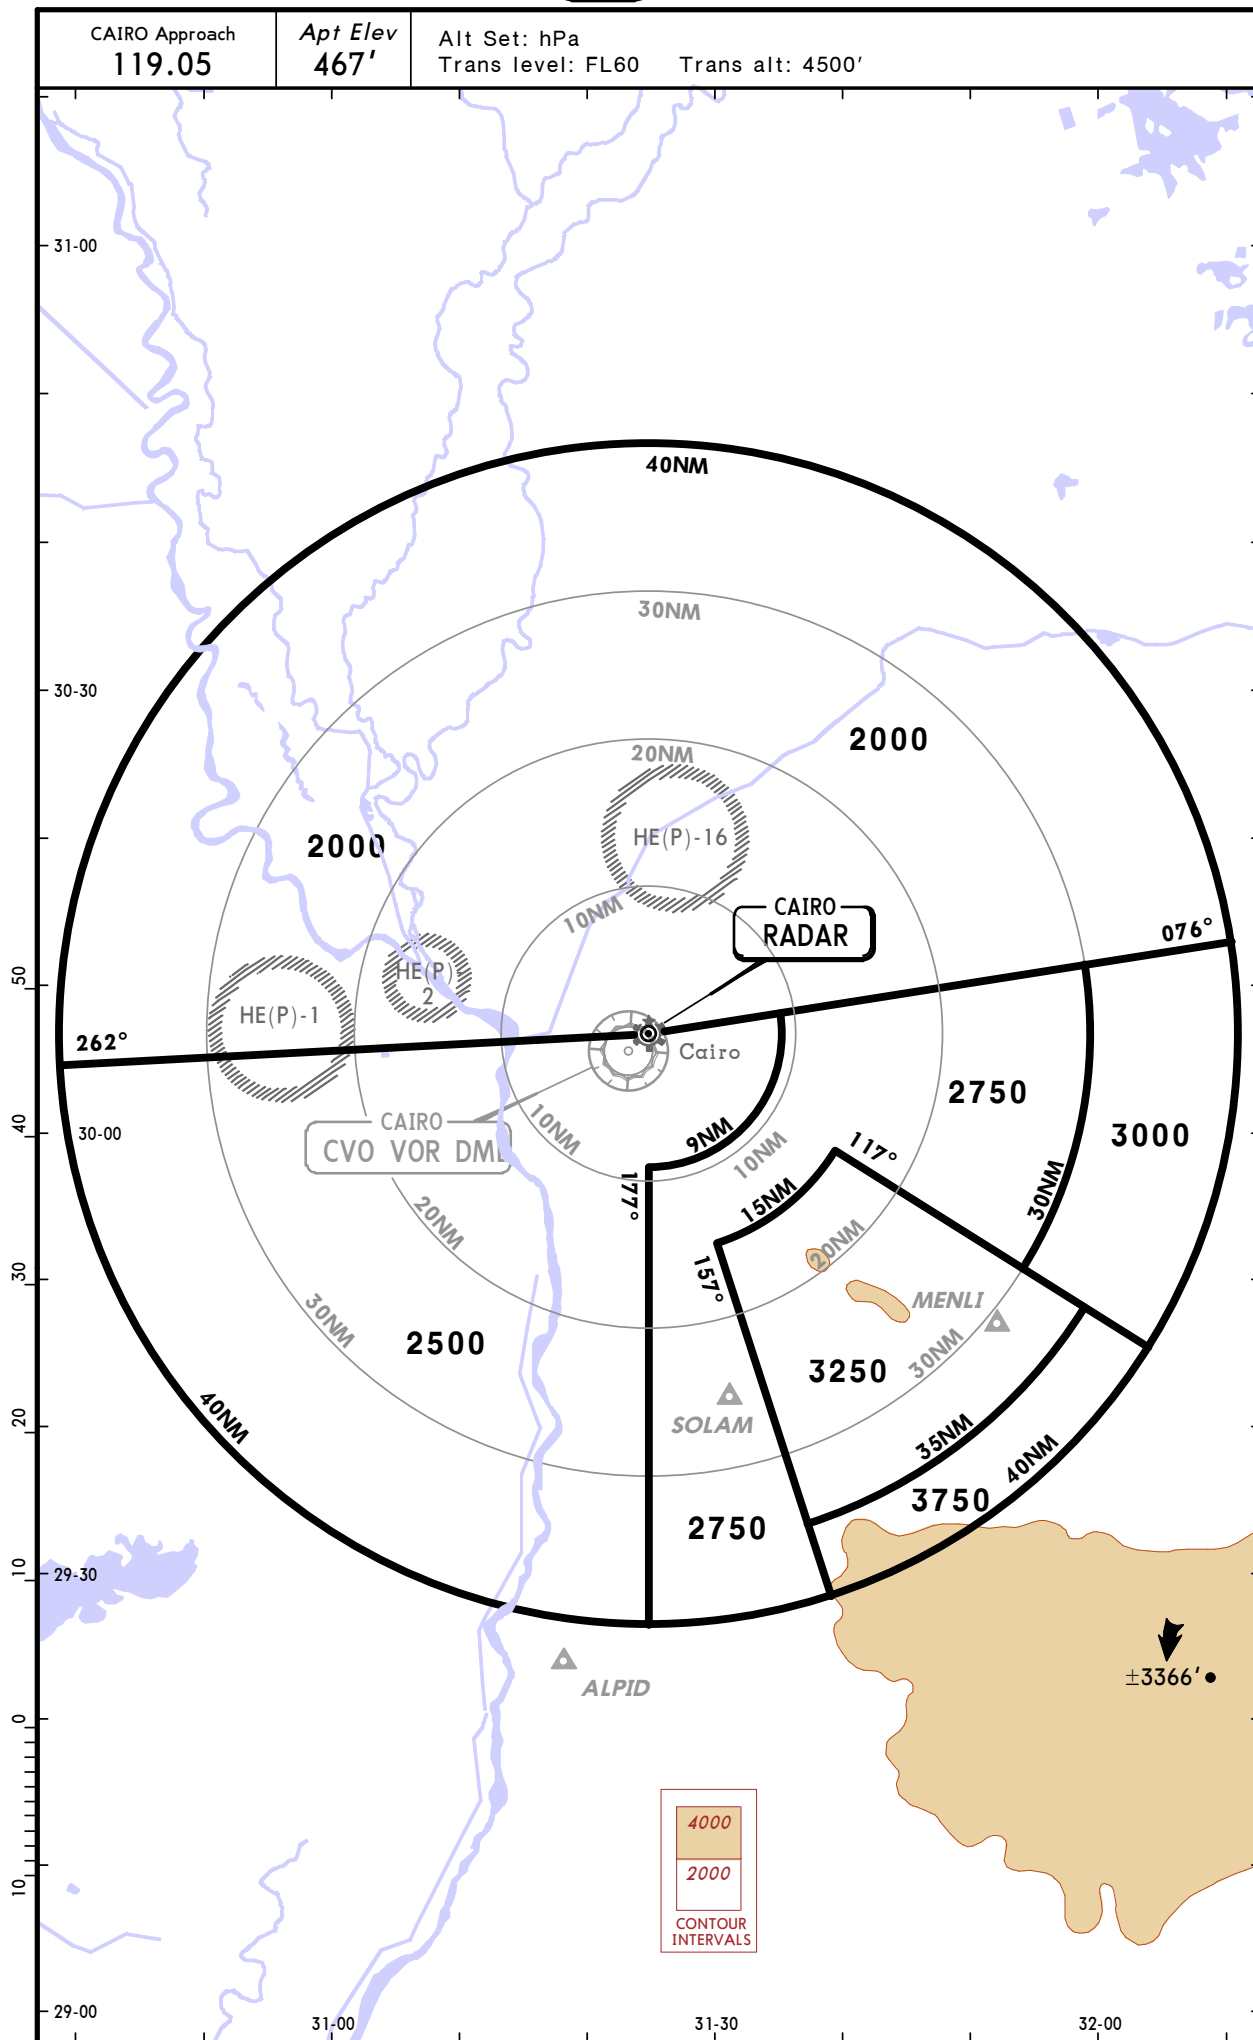 CAIRO Approach
119.05
Apt Elev
467'
Alt Set: hPa
Trans level: FL60 Trans alt: 4500'
31-00
40NM
30NM
30-30
2000
20NM
HE(P)-16
2000
10NM
CAIRO
RADAR
076°
HE(P)
2
50
HE(P)-1
262°
Cairo
2750
3000
40
30-00
CAIRO
CVO VOR DME
10NM
9NM
10NM
117°
177°
15NM
30NM
20NM
20NM
157°
30
MENLI
30NM
2500
30NM
3250
40NM
20
SOLAM
35NM
40NM
3750
2750
10
29-30
ALPID
±3366'
0
4000
2000
CONTOUR
INTERVALS
10
29-00
31-00
31-30
32-00